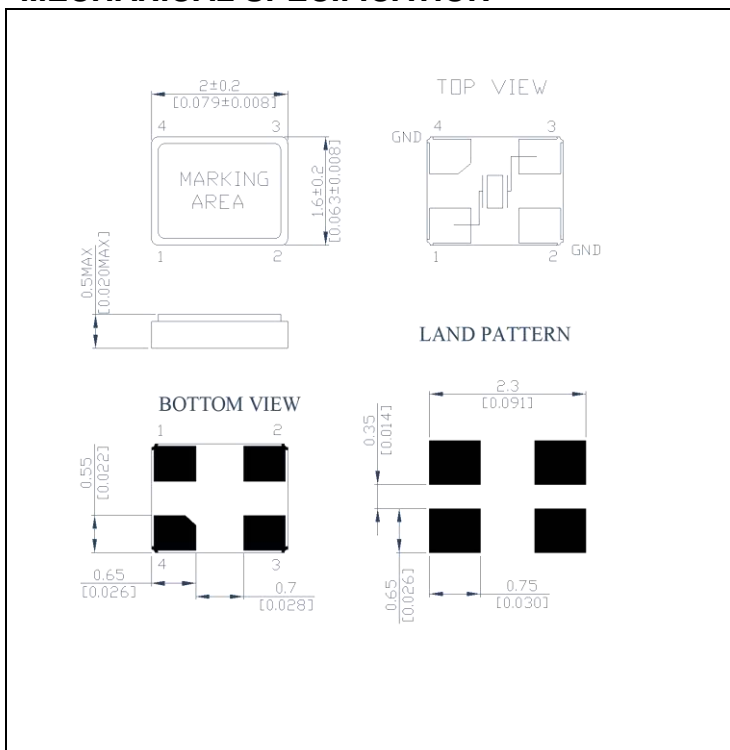 MECHANICAL SPECIFICATION
2±0.2
[0.079±0.008]
4 3
MARKING
AREA
1 2
1.6±0.2
[0.063±0.008]
TOP VIEW
GND 4 3
1 2 GND
0.5MAX
[0.020MAX]
LAND PATTERN
2.3
[0.091]
0.35
[0.014]
0.65
[0.026]
0.75
[0.030]
BOTTOM VIEW
1 2
0.55
[0.022]
4 3
0.65
[0.026]
0.7
[0.028]